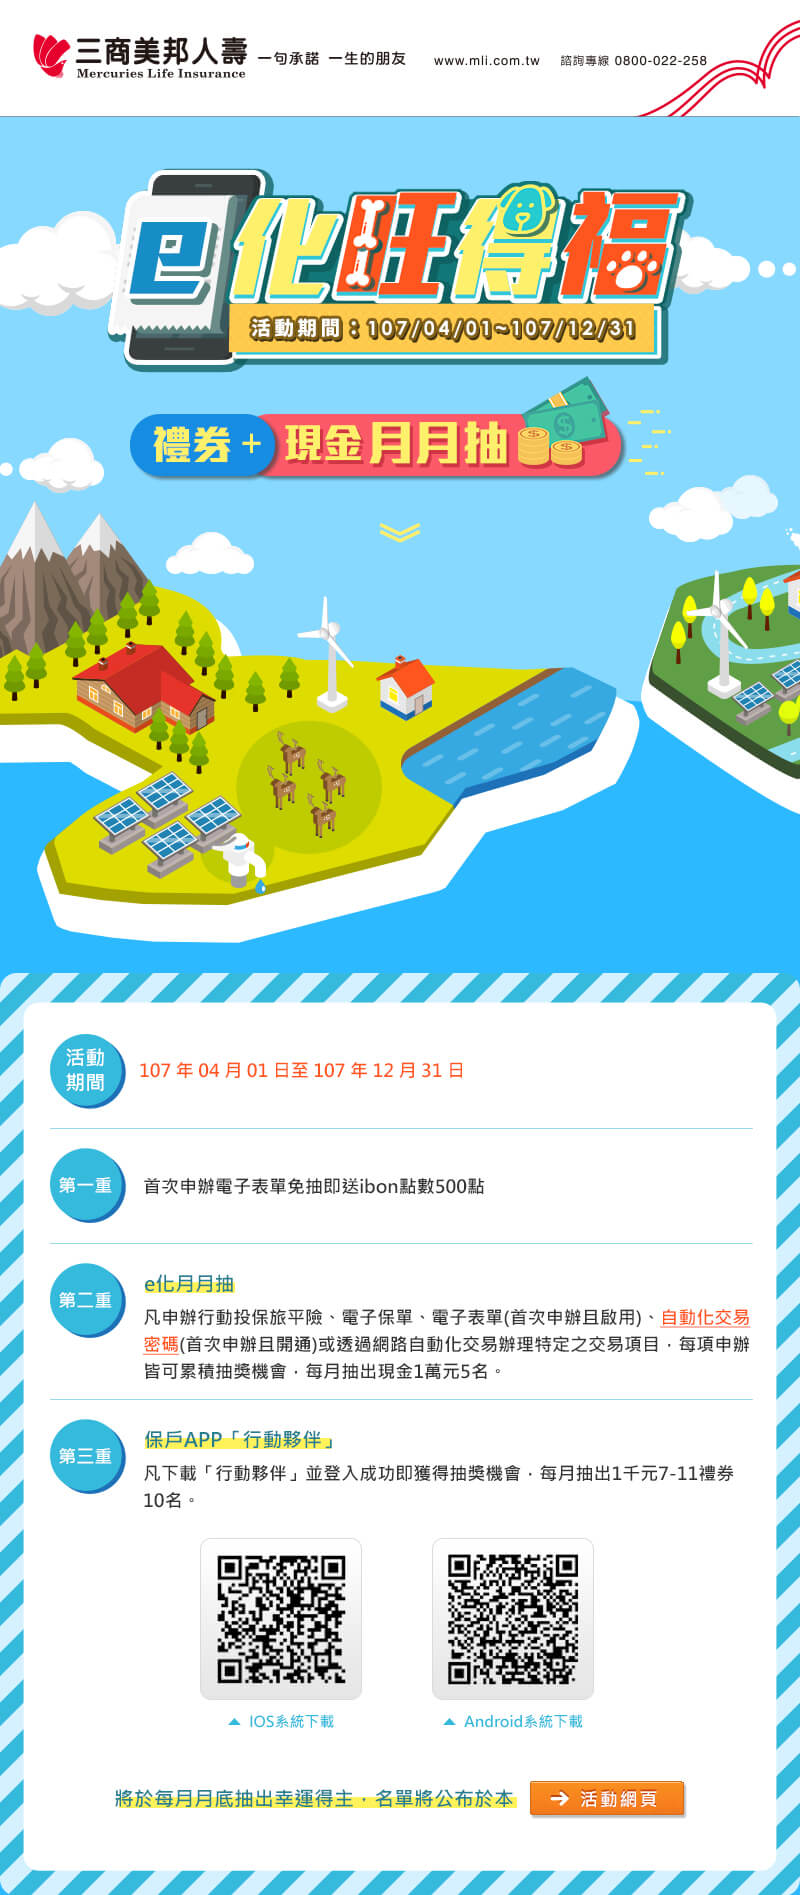 三商美邦人壽
Mercuries Life Insurance
一句承諾 一生的朋友
www.mli.com.tw
諮詢專線 0800-022-258
e化旺得福
活動期間：107/04/01~107/12/31
禮券+現金月月抽
活動
期間
107 年 04 月 01 日至 107 年 12 月 31 日
第一重
首次申辦電子表單免抽即送ibon點數500點
第二重
e化月月抽
凡申辦行動投保旅平險、電子保單、電子表單(首次申辦且啟用)、自動化交易
密碼(首次申辦且開通)或透過網路自動化交易辦理特定之交易項目，每項申辦
皆可累積抽獎機會，每月抽出現金1萬元5名。
第三重
保戶APP「行動夥伴」
凡下載「行動夥伴」並登入成功即獲得抽獎機會，每月抽出1千元7-11禮券
10名。
IOS系統下載
Android系統下載
將於每月月底抽出幸運得主，名單將公布於本
活動網頁